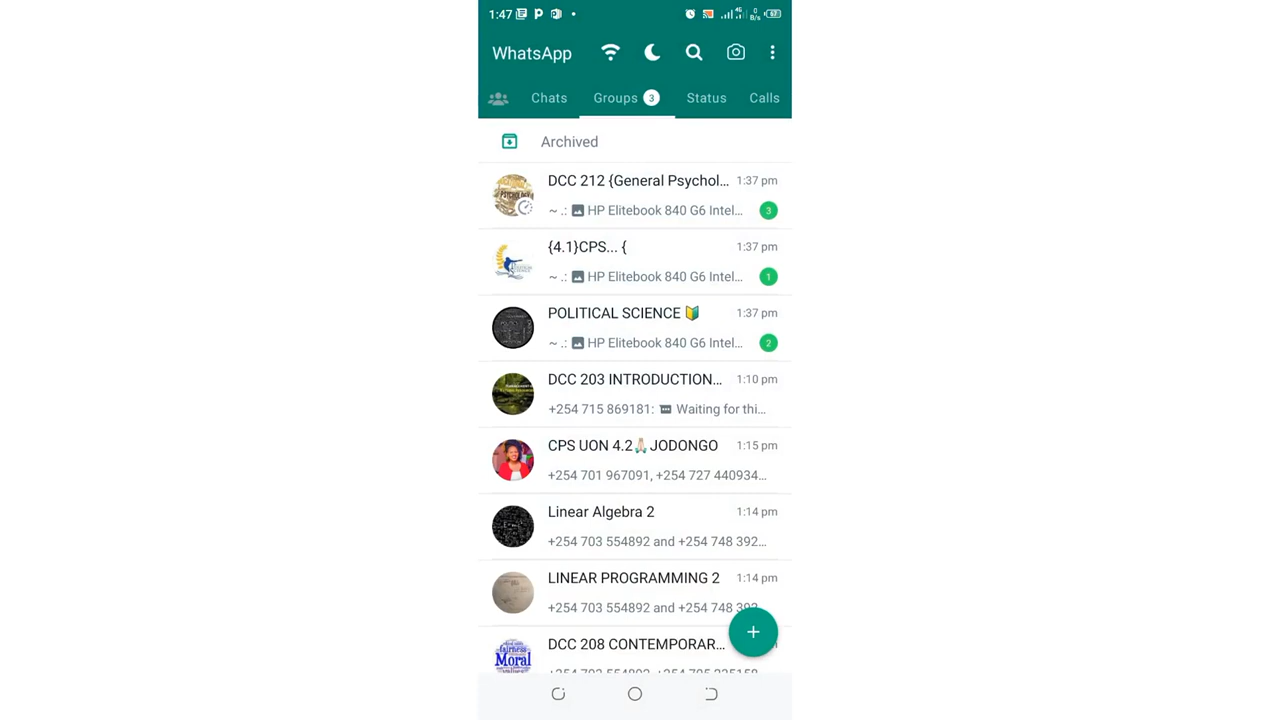 1:47
4G
0
B/s
67
WhatsApp
Chats
Groups 3
Status
Calls
Archived
DCC 212 {General Psychol... 1:37 pm
~ .: HP Elitebook 840 G6 Intel... 3
{4.1}CPS... { 1:37 pm
~ .: HP Elitebook 840 G6 Intel... 1
POLITICAL SCIENCE 🔰 1:37 pm
~ .: HP Elitebook 840 G6 Intel... 2
DCC 203 INTRODUCTION... 1:10 pm
+254 715 869181: Waiting for thi...
CPS UON 4.2🙏🏼JODONGO 1:15 pm
+254 701 967091, +254 727 440934...
Linear Algebra 2 1:14 pm
+254 703 554892 and +254 748 392...
LINEAR PROGRAMMING 2 1:14 pm
+254 703 554892 and +254 748 392
DCC 208 CONTEMPORAR...
Moral